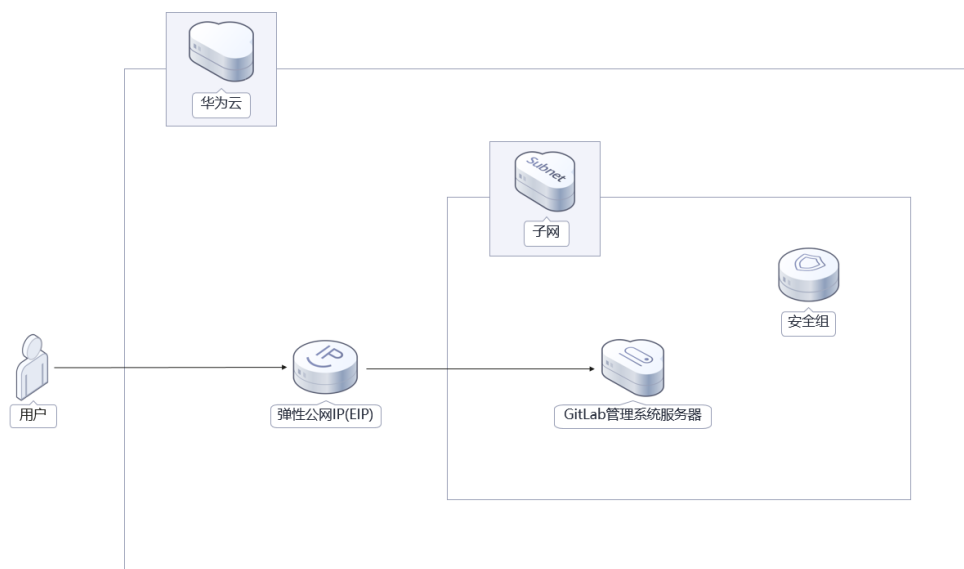 华为云
Subnet
子网
安全组
用户
IP
弹性公网IP(EIP)
GitLab管理系统服务器